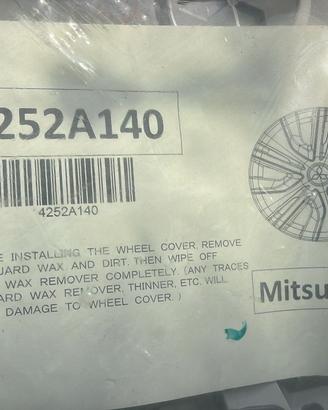 252A140
4252A140
E INSTALLING THE WHEEL COVER, REMOVE
UARD WAX AND DIRT. THEN WIPE OFF
WAX REMOVER COMPLETELY. (ANY TRACES
ARD WAX REMOVER, THINNER, ETC. WILL
DAMAGE TO WHEEL COVER. )
Mitsu